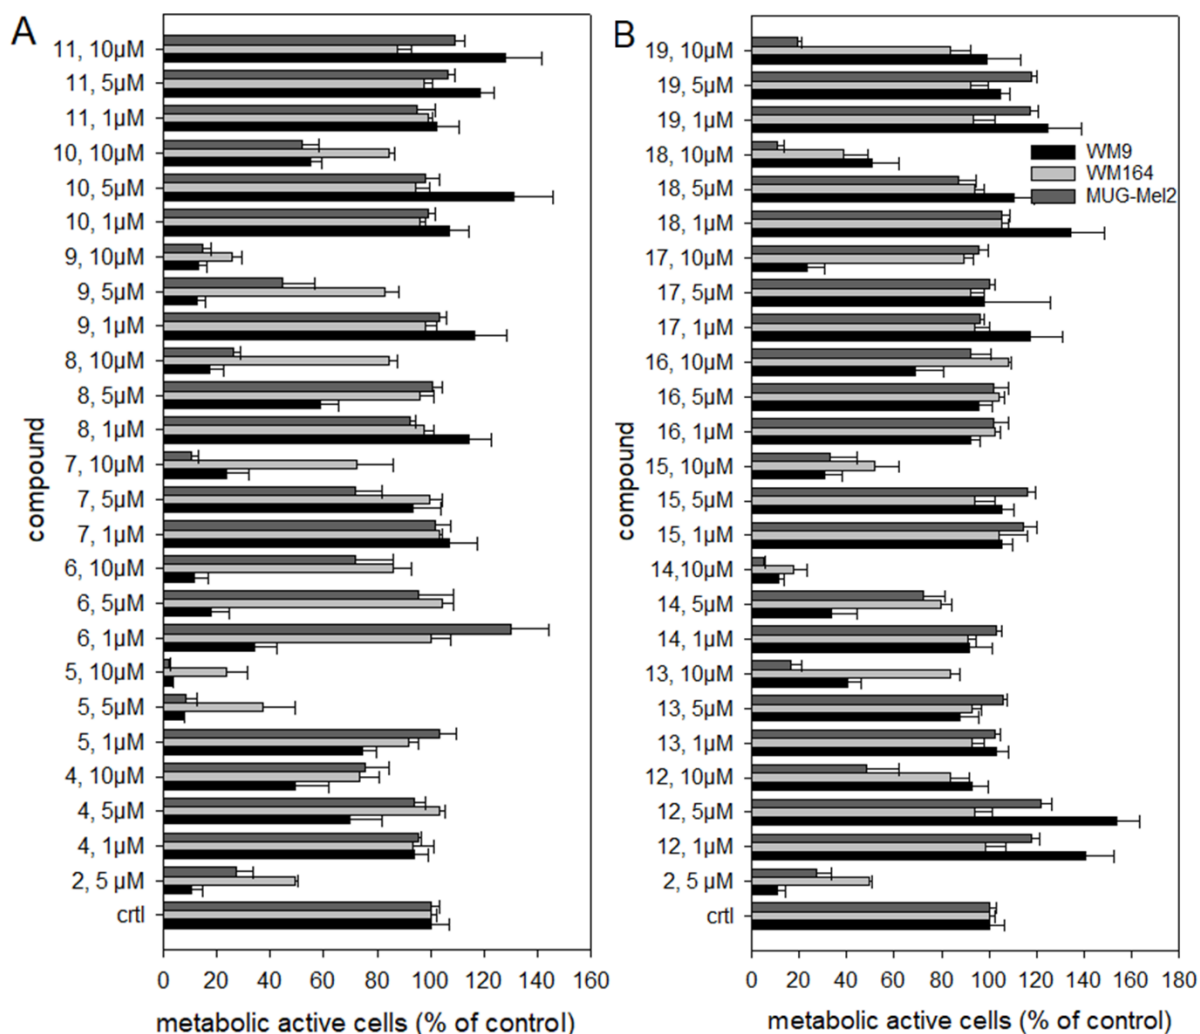 A
11, 10µM
11, 5µM
11, 1µM
10, 10µM
10, 5µM
10, 1µM
9, 10µM
9, 5µM
9, 1µM
8, 10µM
8, 5µM
8, 1µM
7, 10µM
7, 5µM
7, 1µM
6, 10µM
6, 5µM
6, 1µM
5, 10µM
5, 5µM
5, 1µM
4, 10µM
4, 5µM
4, 1µM
2, 5 µM
crtl
compound
0 20 40 60 80 100 120 140 160
metabolic active cells (% of control)
B
19, 10µM
19, 5µM
19, 1µM
18, 10µM
18, 5µM
18, 1µM
17, 10µM
17, 5µM
17, 1µM
16, 10µM
16, 5µM
16, 1µM
15, 10µM
15, 5µM
15, 1µM
14,10µM
14, 5µM
14, 1µM
13, 10µM
13, 5µM
13, 1µM
12, 10µM
12, 5µM
12, 1µM
2, 5 µM
crtl
compound
WM9
WM164
MUG-Mel2
0 20 40 60 80 100 120 140 160
metabolic active cells (% of control)